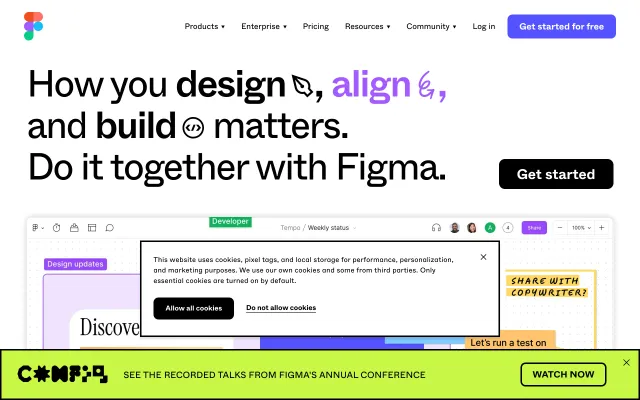 Products ▾ Enterprise ▾ Pricing Resources ▾ Community ▾ Log in Get started for free
How you design, align,
and build </> matters.
Do it together with Figma.
Get started
Developer
Tempo / Weekly status
A 4 Share − 100% +
Design updates
This website uses cookies, pixel tags, and local storage for performance, personalization,
and marketing purposes. We use our own cookies and some from third parties. Only
essential cookies are turned on by default.
Allow all cookies Do not allow cookies
SHARE WITH
COPYWRITER?
Discove
Let's run a test on
CONFIG SEE THE RECORDED TALKS FROM FIGMA'S ANNUAL CONFERENCE WATCH NOW